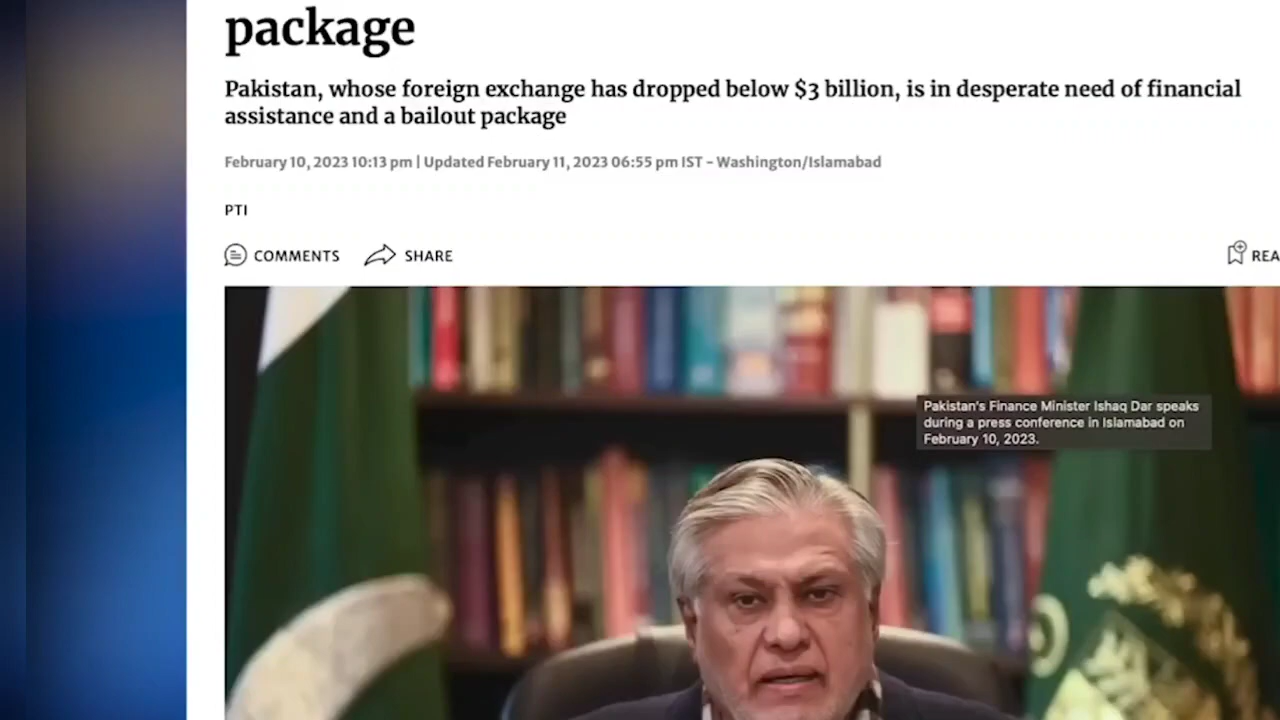 package
Pakistan, whose foreign exchange has dropped below $3 billion, is in desperate need of financial
assistance and a bailout package
February 10, 2023 10:13 pm | Updated February 11, 2023 06:55 pm IST - Washington/Islamabad
PTI
COMMENTS SHARE REA
Pakistan's Finance Minister Ishaq Dar speaks
during a press conference in Islamabad on
February 10, 2023.